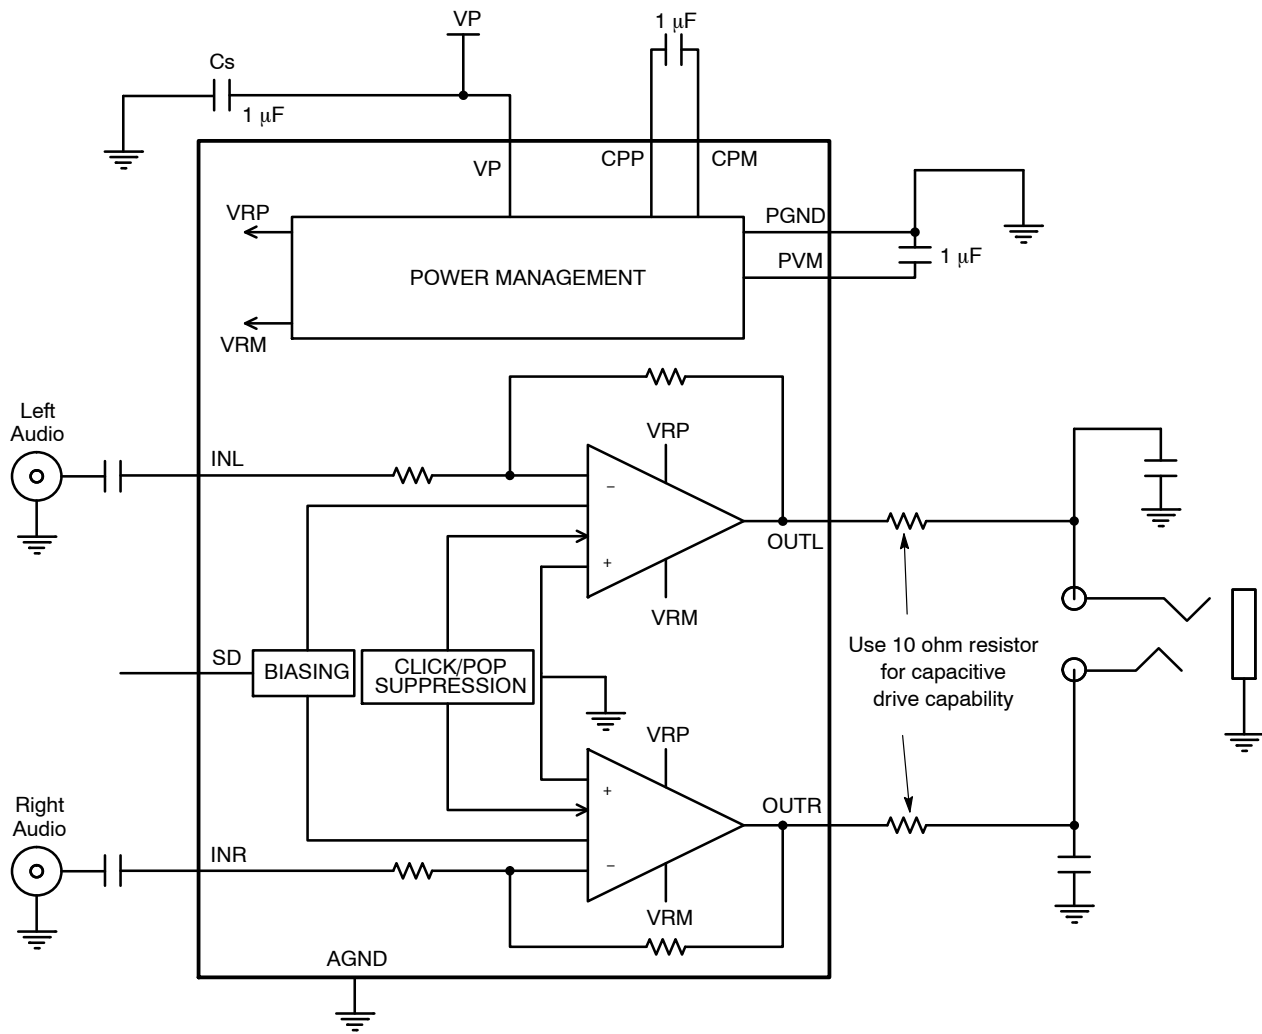 VP
1 μF
Cs
1 μF
VP
CPP
CPM
VRP
PGND
POWER MANAGEMENT
PVM
1 μF
VRM
Left
Audio
INL
VRP
−
+
OUTL
VRM
SD
BIASING
CLICK/POP
SUPPRESSION
Use 10 ohm resistor
for capacitive
drive capability
VRP
+
OUTR
Right
Audio
INR
−
VRM
AGND